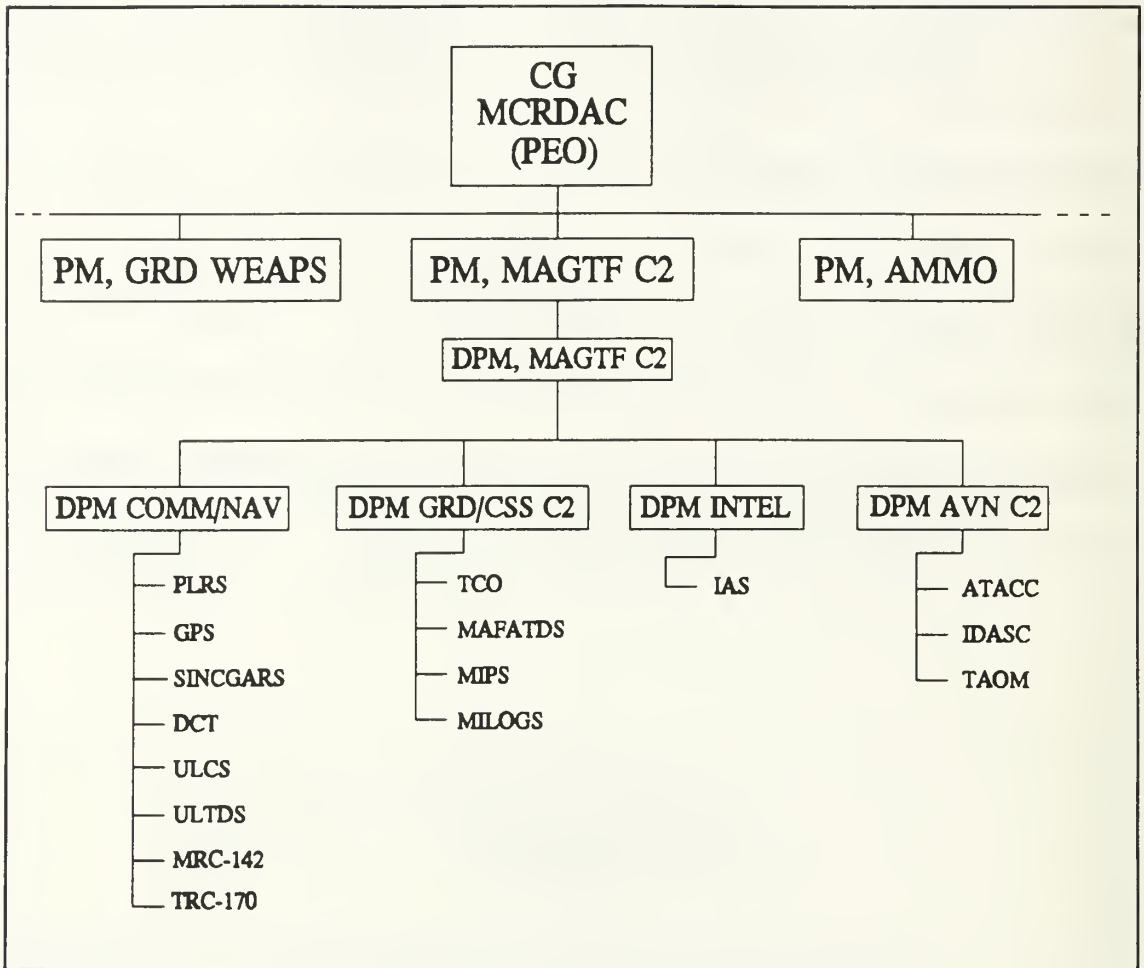 CG
MCRDAC
(PEO)
PM, GRD WEAPS
PM, MAGTF C2
PM, AMMO
DPM, MAGTF C2
DPM COMM/NAV
DPM GRD/CSS C2
DPM INTEL
DPM AVN C2
PLRS
GPS
SINCGARS
DCT
ULCS
ULTDS
MRC-142
TRC-170
TCO
MAFATDS
MIPS
MILOGS
IAS
ATACC
IDASC
TAOM